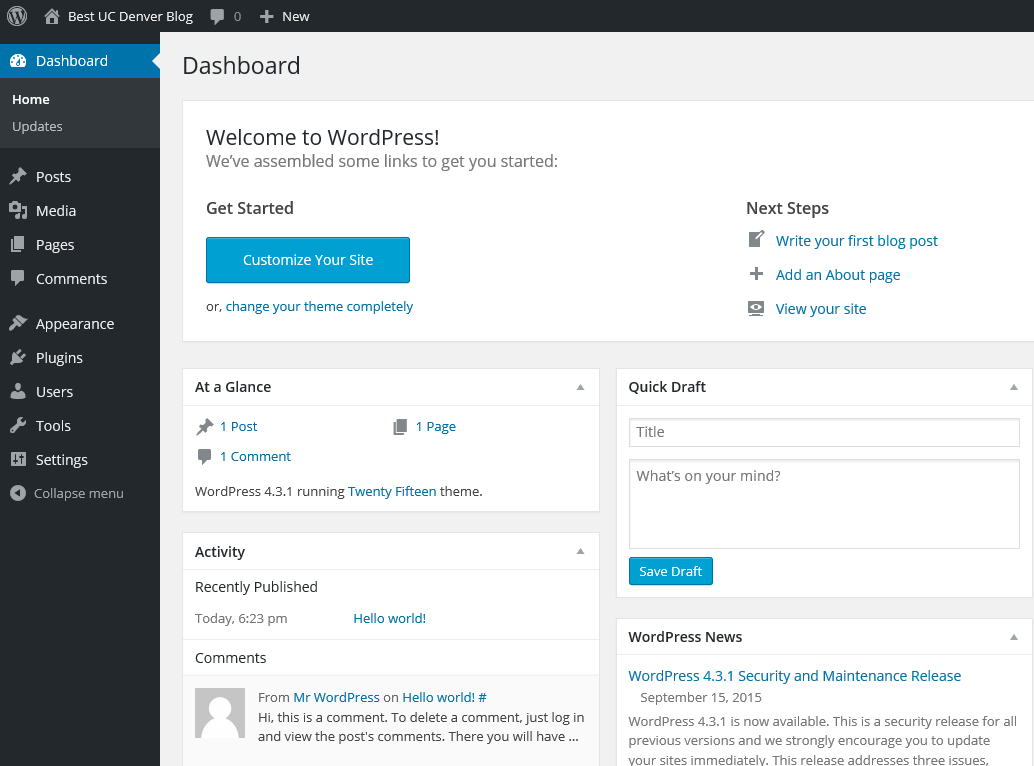 Best UC Denver Blog 0 New
Dashboard
Home
Updates
Posts
Media
Pages
Comments
Appearance
Plugins
Users
Tools
Settings
Collapse menu
Dashboard
Welcome to WordPress!
We've assembled some links to get you started:
Get Started
Customize Your Site
or, change your theme completely
Next Steps
Write your first blog post
Add an About page
View your site
At a Glance
1 Post 1 Page
1 Comment
WordPress 4.3.1 running Twenty Fifteen theme.
Activity
Recently Published
Today, 6:23 pm Hello world!
Comments
From Mr WordPress on Hello world! #
Hi, this is a comment. To delete a comment, just log in
and view the post's comments. There you will have ...
Quick Draft
Title
What's on your mind?
Save Draft
WordPress News
WordPress 4.3.1 Security and Maintenance Release
September 15, 2015
WordPress 4.3.1 is now available. This is a security release for all
previous versions and we strongly encourage you to update
your sites immediately. This release addresses three issues,